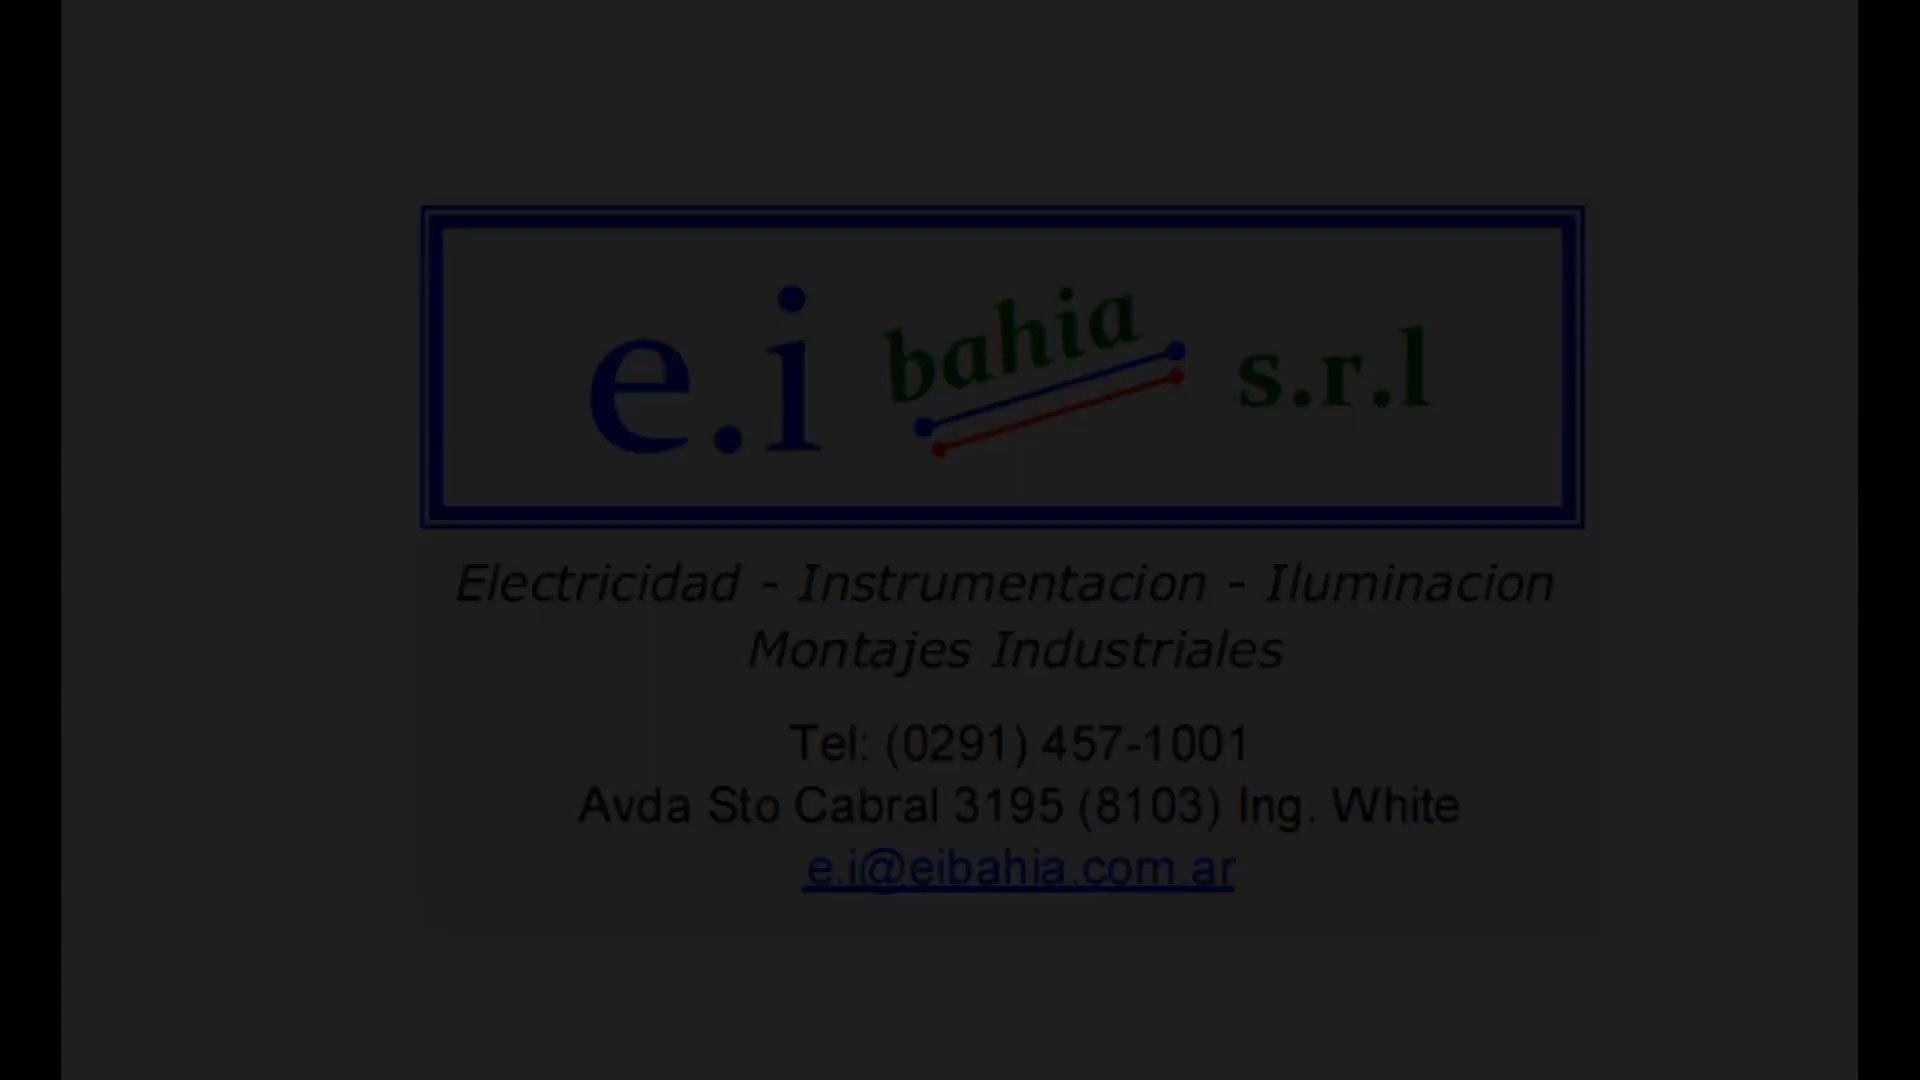 e.i bahia s.r.l
Electricidad - Instrumentacion - Iluminacion
Montajes Industriales
Tel: (0291) 457-1001
Avda Sto Cabral 3195 (8103) Ing. White
e.i@eibahia.com.ar